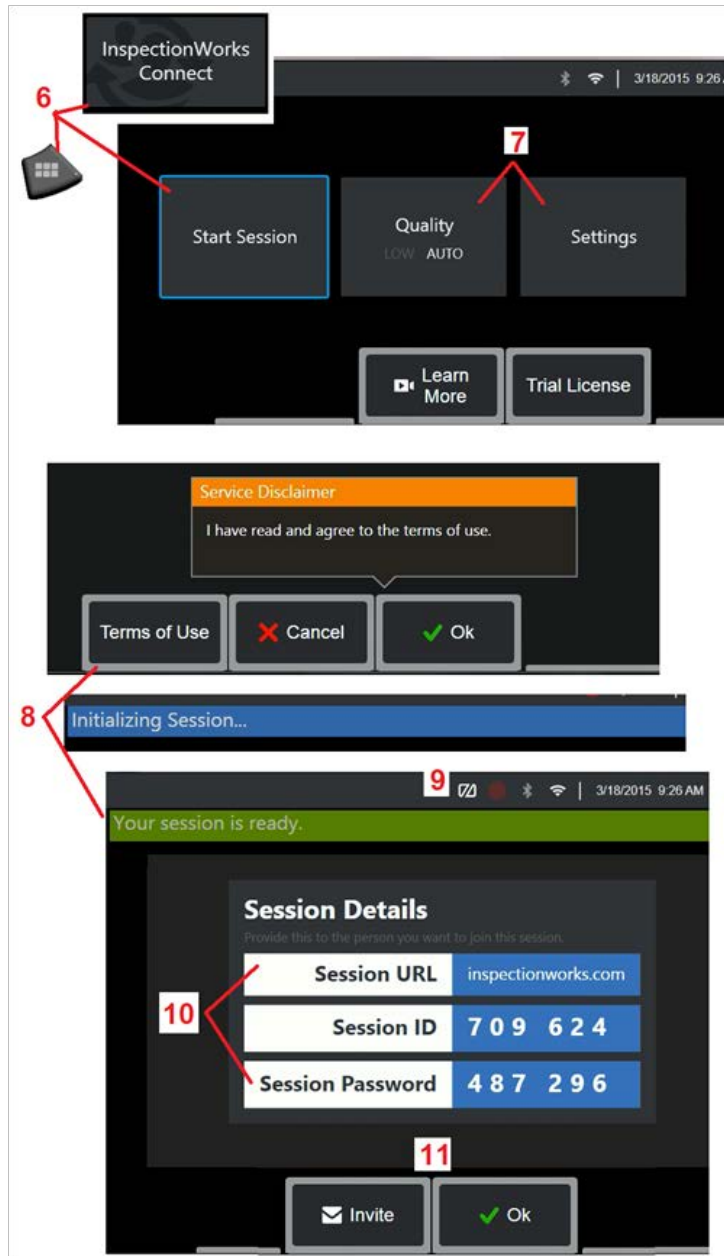 InspectionWorks
Connect
6
3/18/2015 9:26
7
Start Session
Quality
LOW AUTO
Settings
Learn
More
Trial License
Service Disclaimer
I have read and agree to the terms of use.
Terms of Use
Cancel
Ok
8
Initializing Session...
9
3/18/2015 9:26 AM
Your session is ready.
Session Details
Provide this to the person you want to join this session.
10
Session URL
inspectionworks.com
Session ID
709 624
Session Password
487 296
11
Invite
Ok